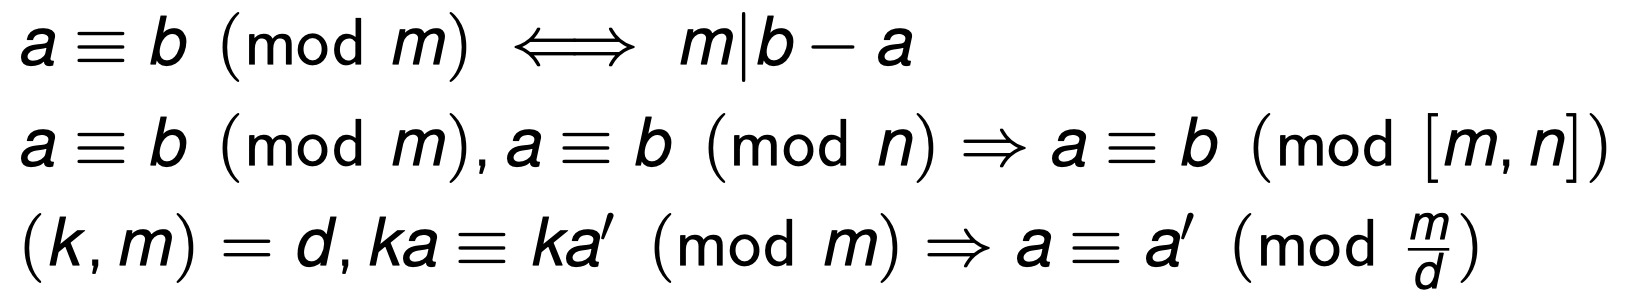 a ≡ b (mod m) ⟺ m|b − a
a ≡ b (mod m), a ≡ b (mod n) ⇒ a ≡ b (mod [m, n])
(k, m) = d, ka ≡ ka′ (mod m) ⇒ a ≡ a′ (mod m/d)